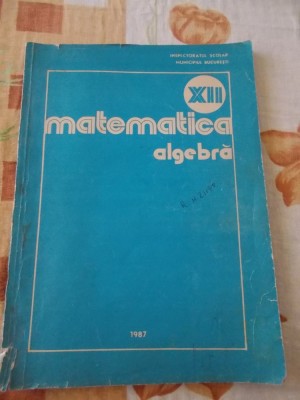 INSPECTORATUL ȘCOLAR
MUNICIPIUL BUCUREȘTI
XII
matematica
algebră
1987